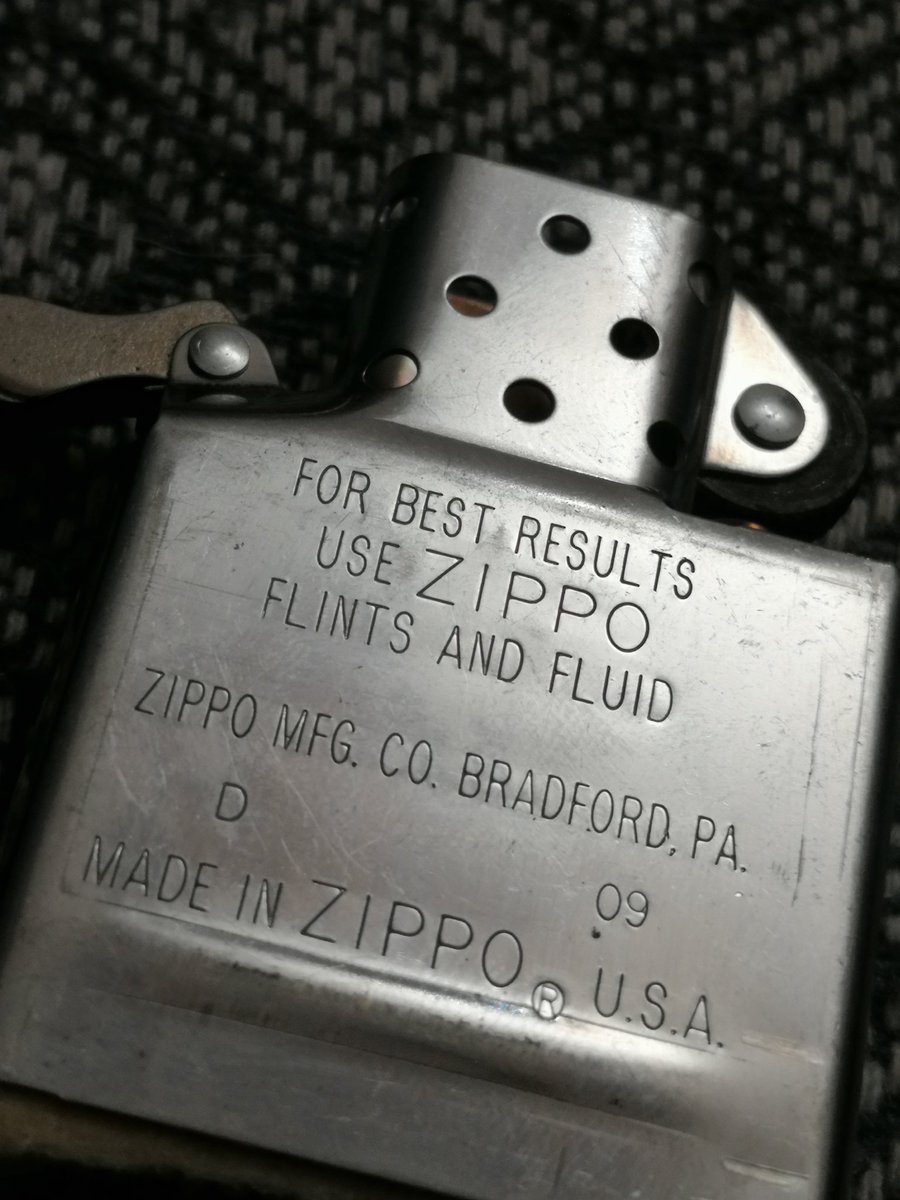 FOR BEST RESULTS
USE ZIPPO
FLINTS AND FLUID
ZIPPO MFG. CO. BRADFORD, PA.
D 09
MADE IN ZIPPO ® U.S.A.